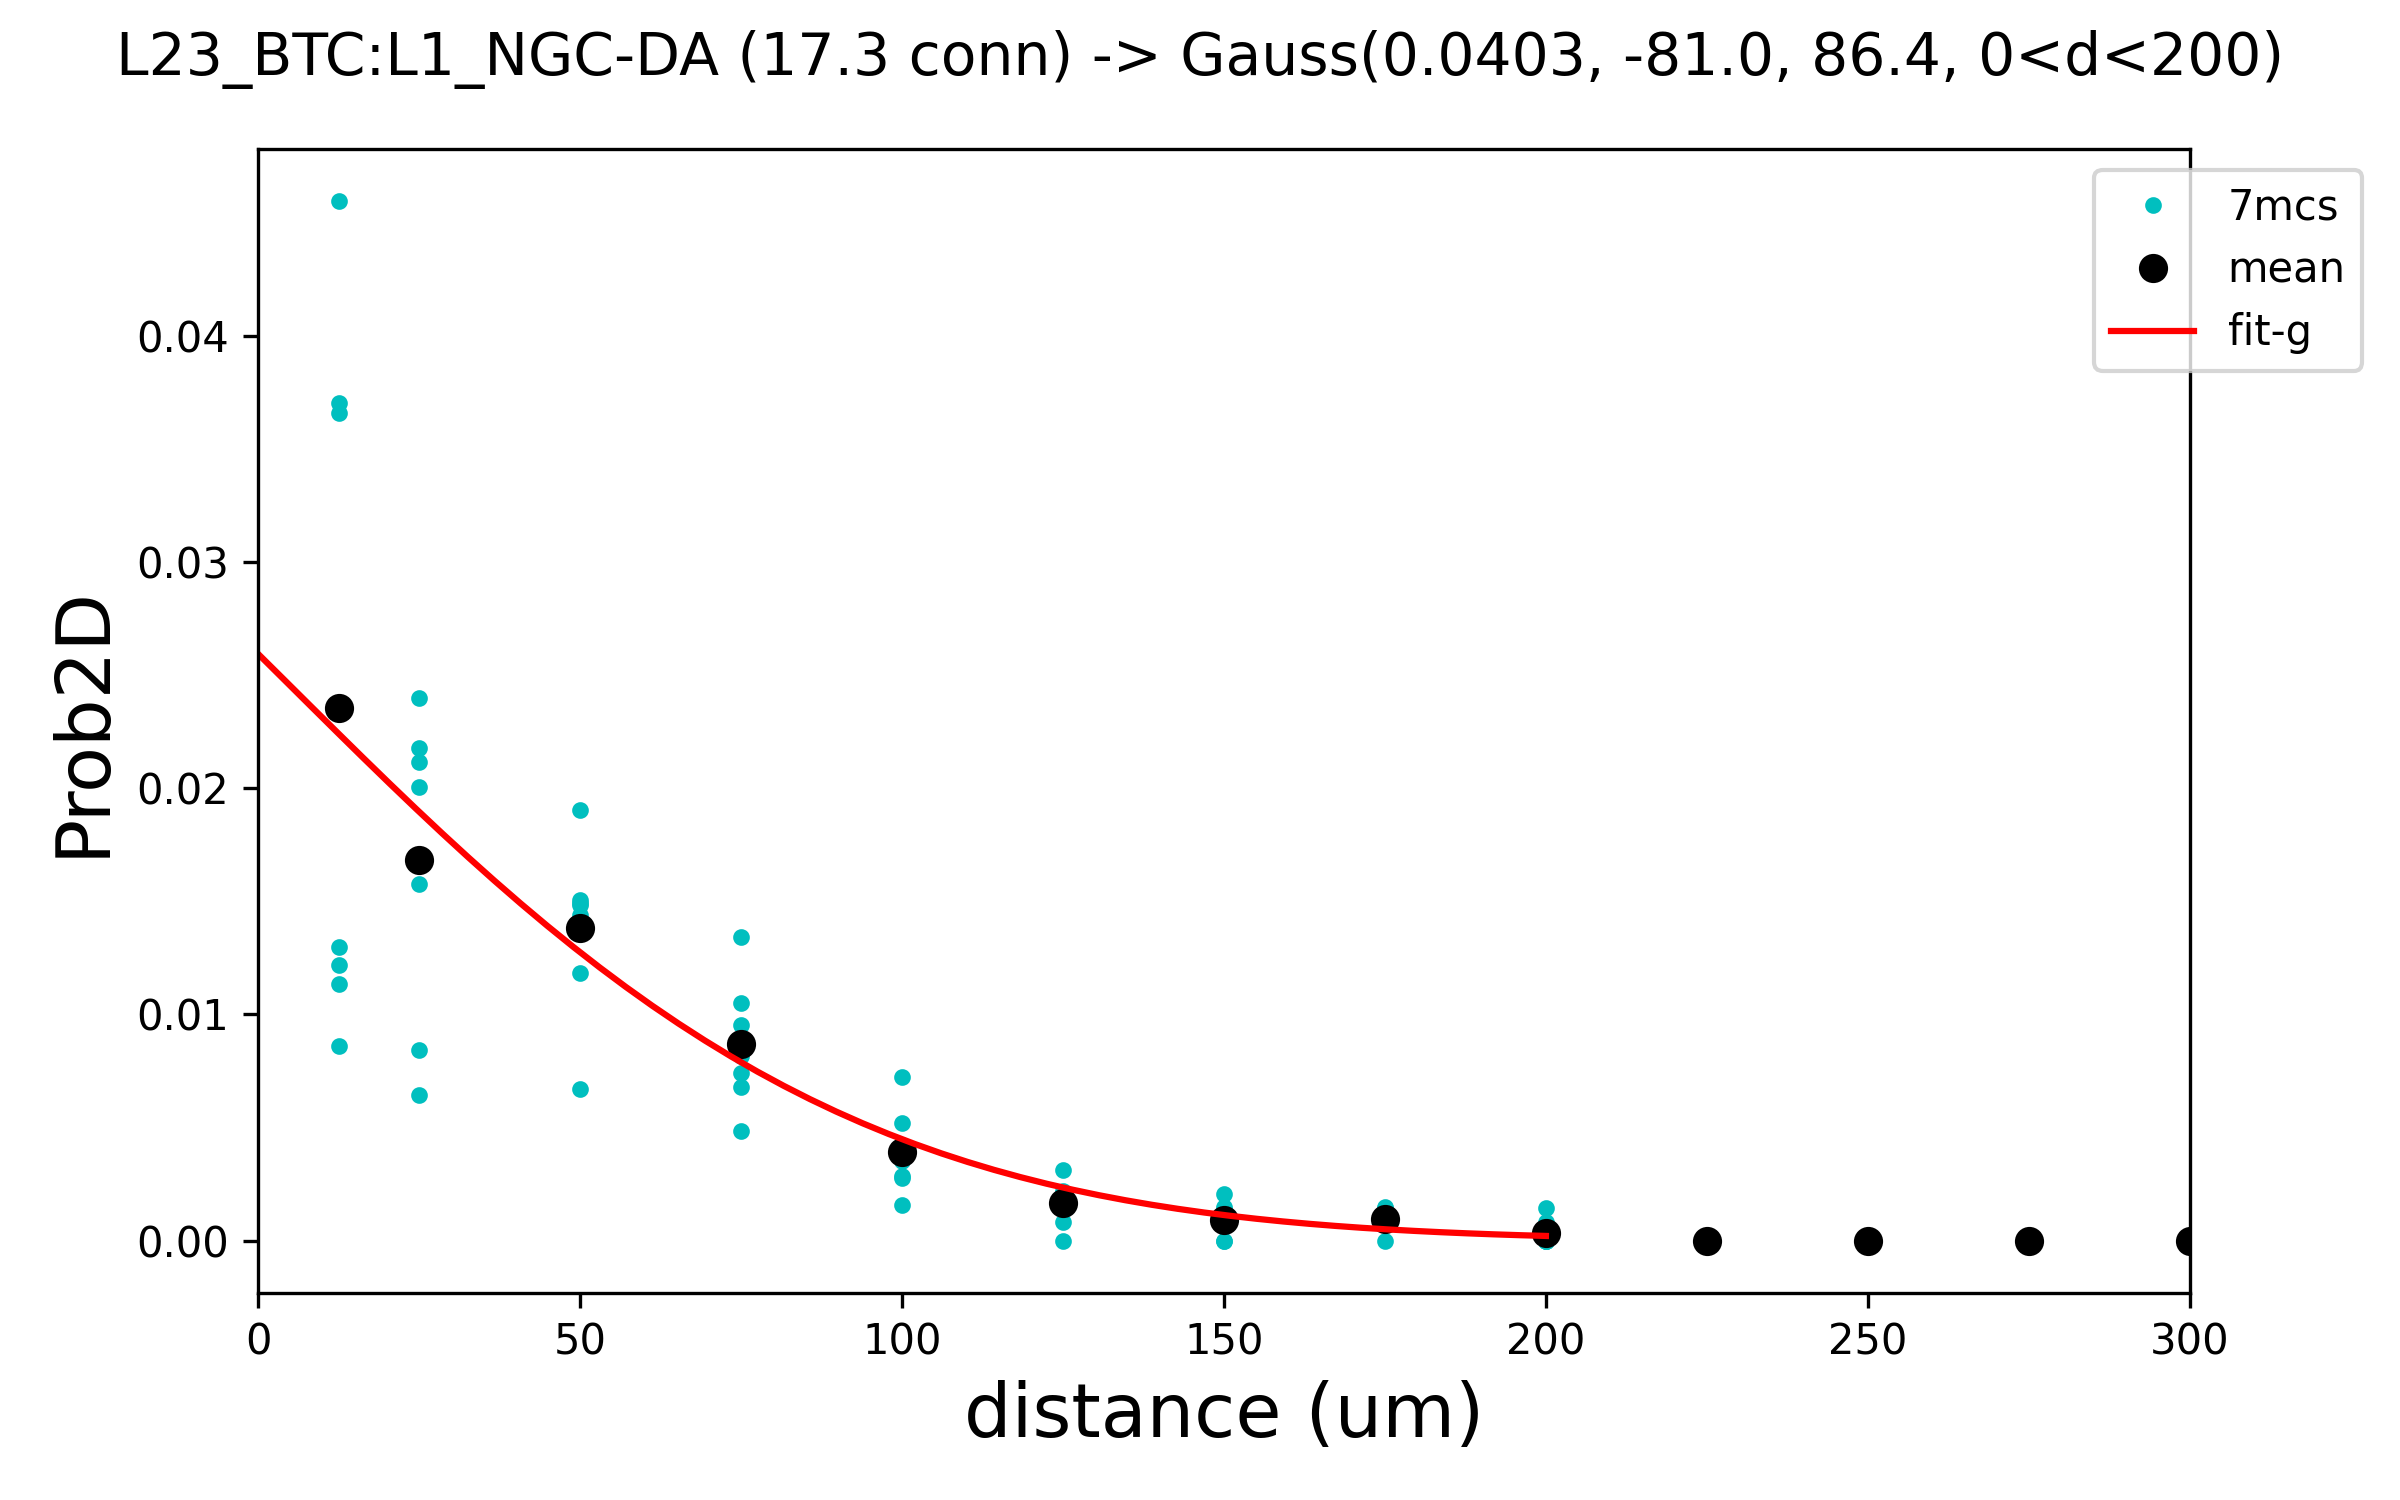 L23_BTC:L1_NGC-DA (17.3 conn) -> Gauss(0.0403, -81.0, 86.4, 0<d<200)
7mcs
mean
fit-g
0.04
0.03
0.02
0.01
0.00
Prob2D
0 50 100 150 200 250 300
distance (um)